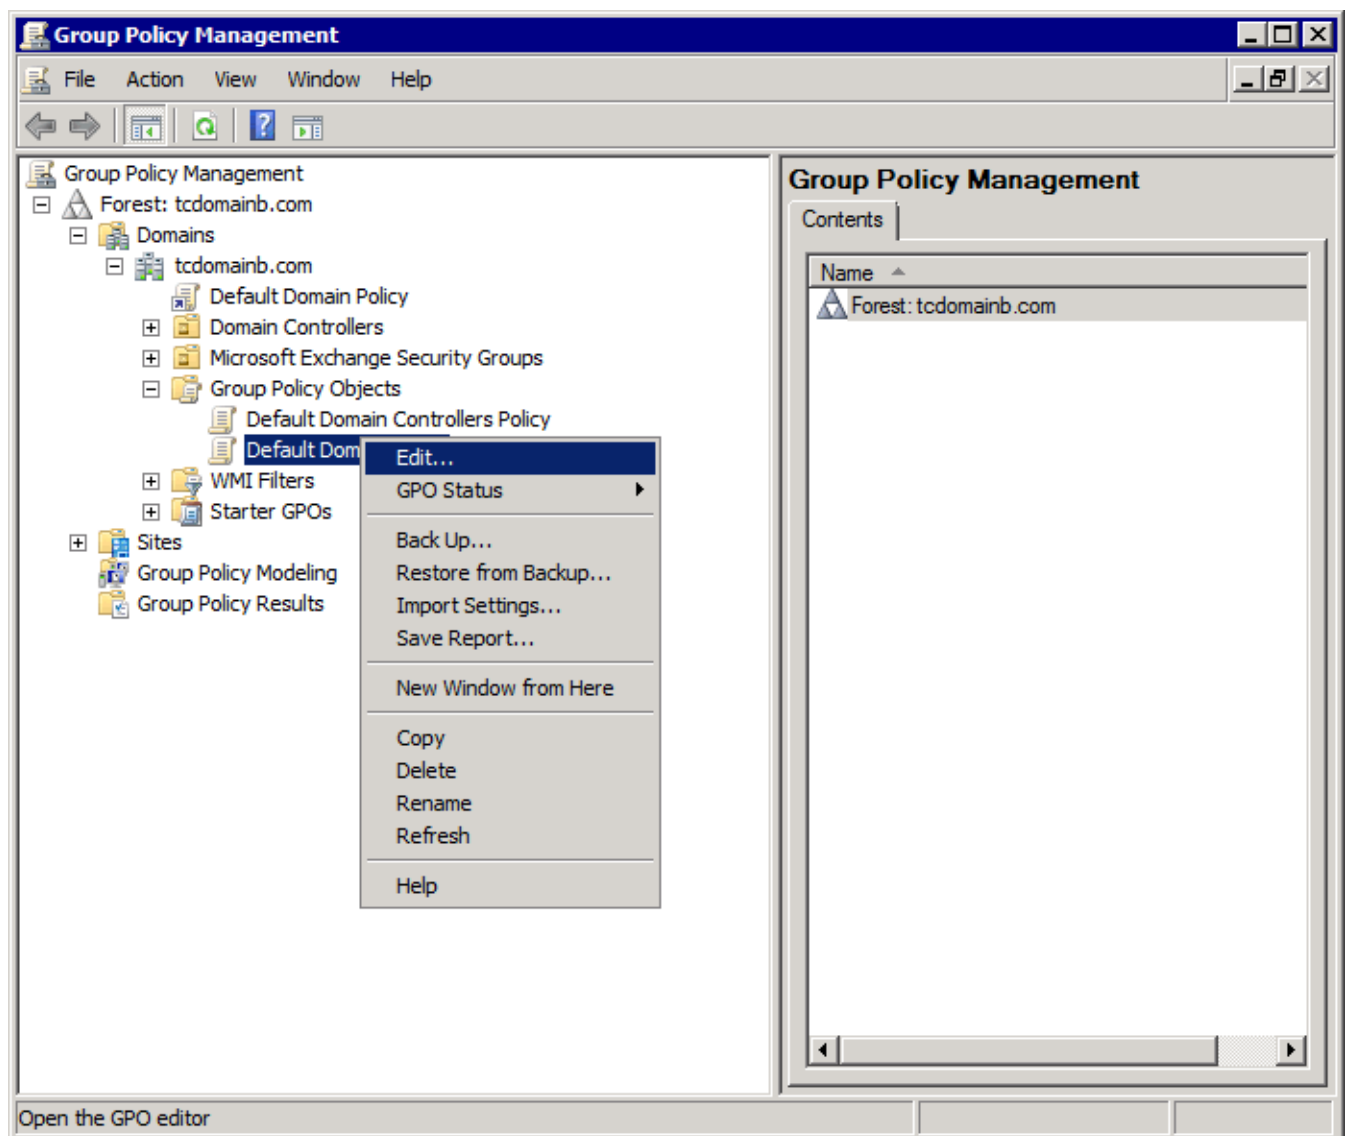 Group Policy Management
File Action View Window Help
Group Policy Management
Forest: tcdomainb.com
Domains
tcdomainb.com
Default Domain Policy
Domain Controllers
Microsoft Exchange Security Groups
Group Policy Objects
Default Domain Controllers Policy
Default Dom
WMI Filters
Starter GPOs
Sites
Group Policy Modeling
Group Policy Results
Edit...
GPO Status
Back Up...
Restore from Backup...
Import Settings...
Save Report...
New Window from Here
Copy
Delete
Rename
Refresh
Help
Group Policy Management
Contents
Name
Forest: tcdomainb.com
Open the GPO editor